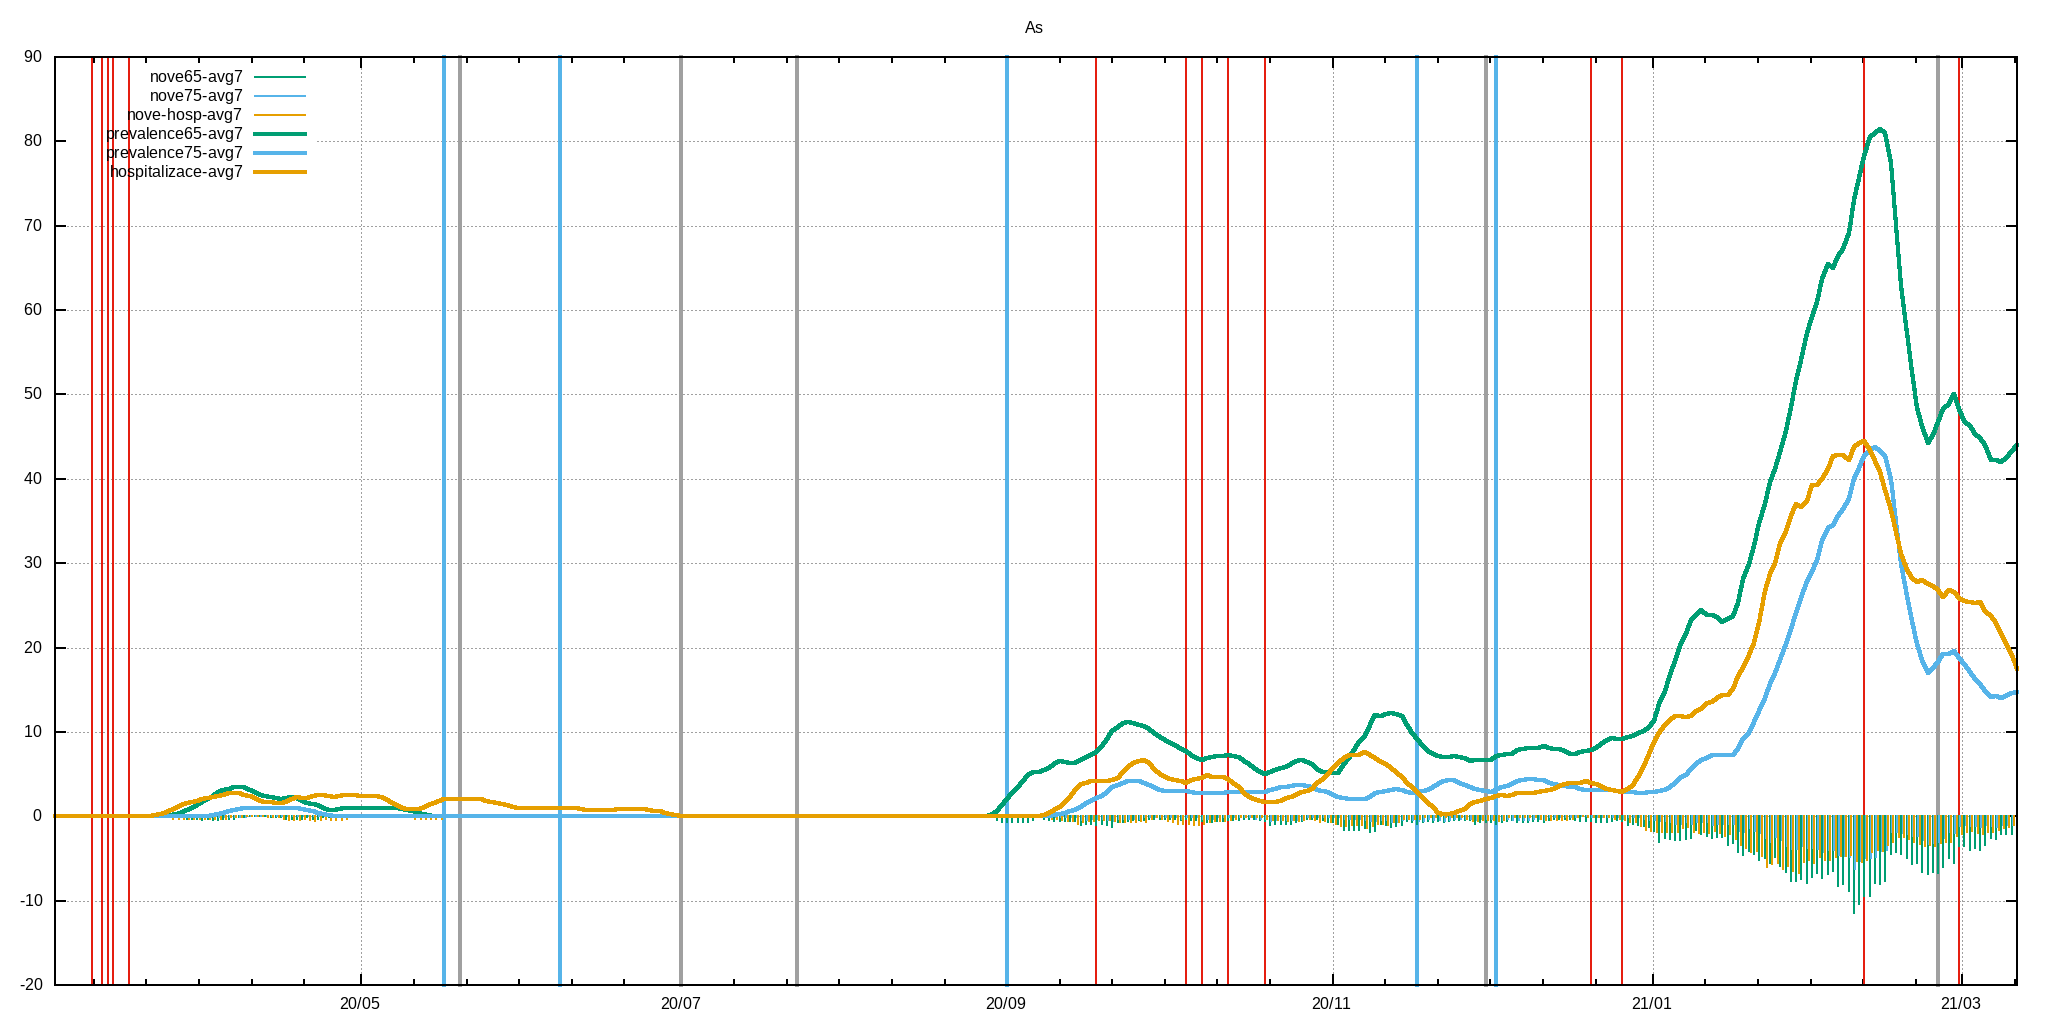 As
90
80
70
60
50
40
30
20
10
0
-10
-20
nove65-avg7
nove75-avg7
nove-hosp-avg7
prevalence65-avg7
prevalence75-avg7
hospitalizace-avg7
20/05 20/07 20/09 20/11 21/01 21/03